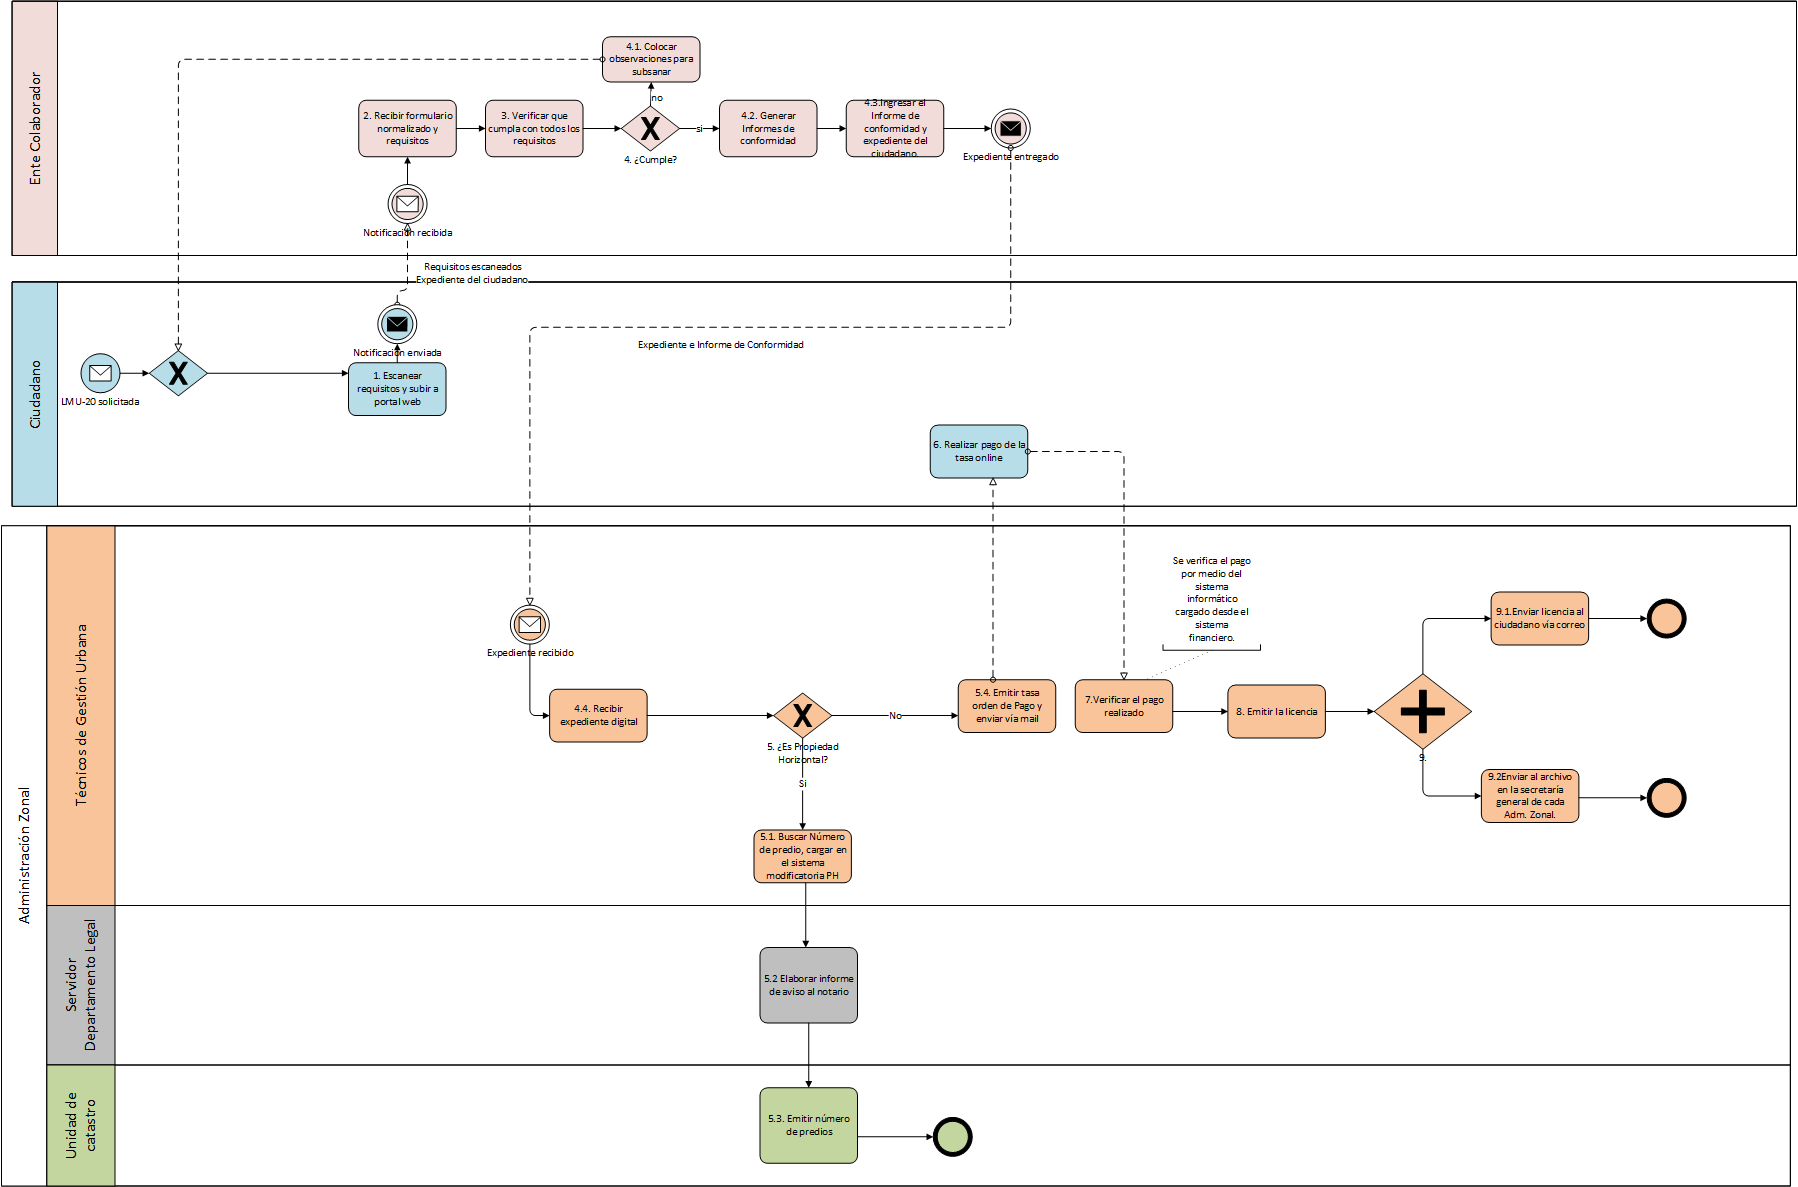 Ente Colaborador
4.1. Colocar
observaciones para
subsanar
no
2. Recibir formulario
normalizado y
requisitos
3. Verificar que
cumpla con todos los
requisitos
4. ¿Cumple?
si
4.2. Generar
Informes de
conformidad
4.3.Ingresar el
Informe de
conformidad y
expediente del
ciudadano.
Expediente entregado
Notificación recibida
Requisitos escaneados
Expediente del ciudadano
Ciudadano
Notificación enviada
LMU-20 solicitada
1. Escanear
requisitos y subir a
portal web
Expediente e Informe de Conformidad
6. Realizar pago de la
tasa online
Administración Zonal
Técnicos de Gestión Urbana
Se verifica el pago
por medio del
sistema
informático
cargado desde el
sistema
financiero.
Expediente recibido
4.4. Recibir
expediente digital
5. ¿Es Propiedad
Horizontal?
No
Si
5.4. Emitir tasa
orden de Pago y
enviar vía mail
7.Verificar el pago
realizado
8. Emitir la licencia
9.
9.1.Enviar licencia al
ciudadano vía correo
9.2Enviar al archivo
en la secretaría
general de cada
Adm. Zonal.
5.1. Buscar Número
de predio, cargar en
el sistema
modificatoria PH
Servidor
Departamento Legal
5.2 Elaborar informe
de aviso al notario
Unidad de
catastro
5.3. Emitir número
de predios